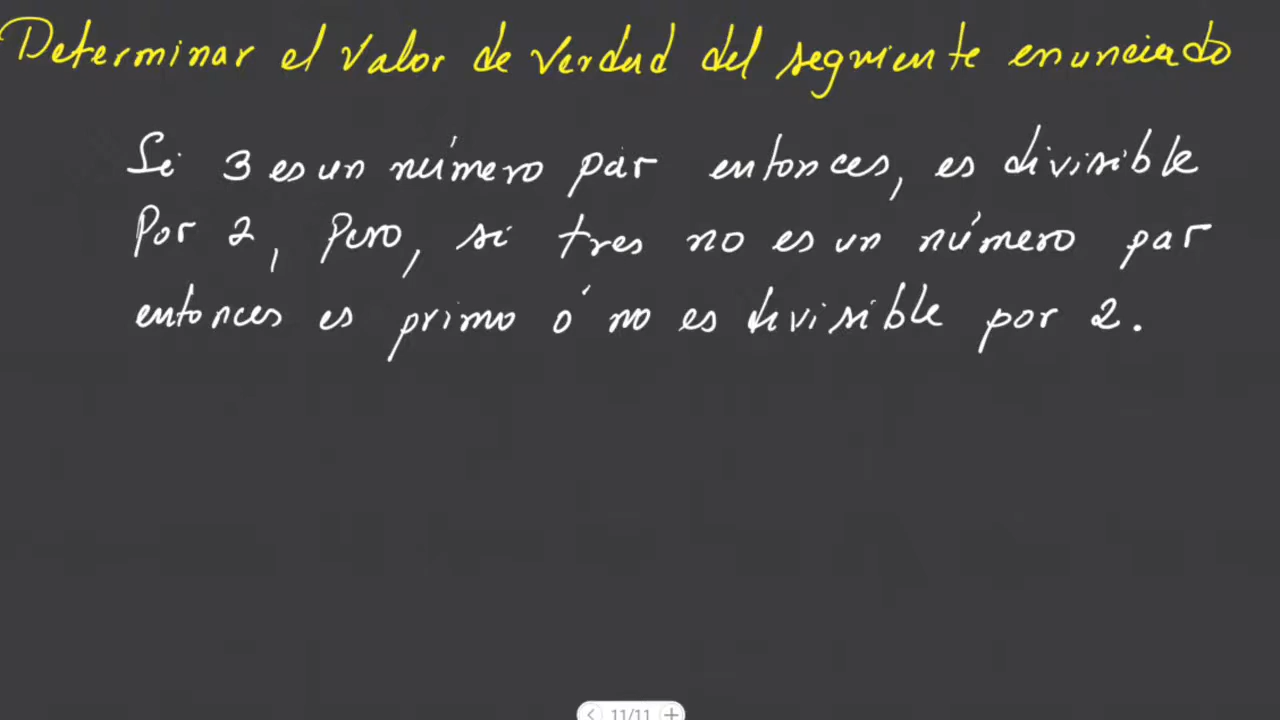 Determinar el valor de verdad del seguiente enunciado
Si 3 es un número par entonces, es divisible
Por 2, Pero, si tres no es un número par
entonces es primo ó no es divisible por 2.
11/11